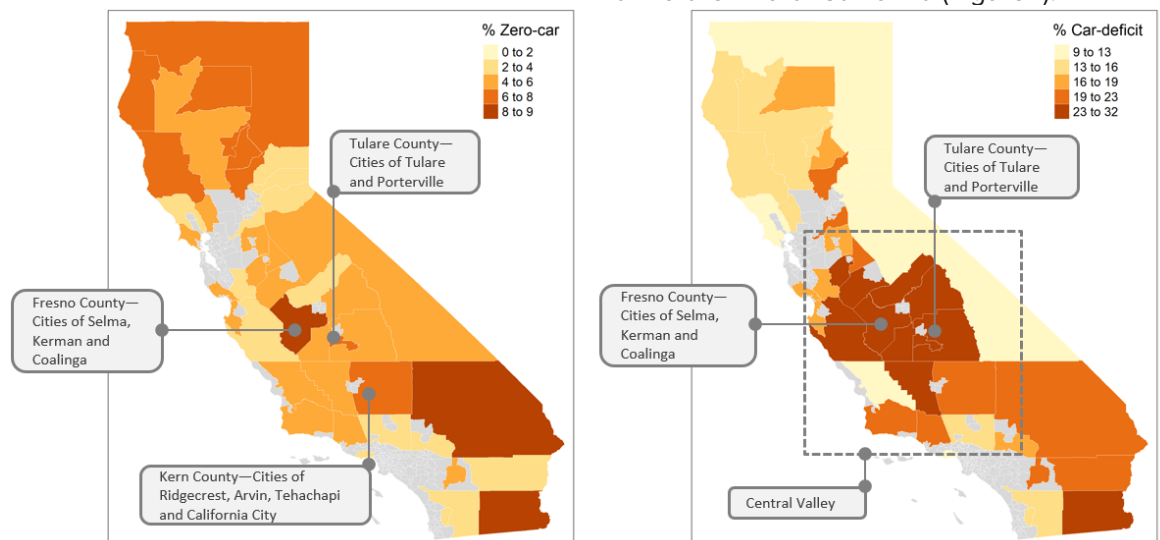 % Zero-car
0 to 2
2 to 4
4 to 6
6 to 8
8 to 9
Tulare County—
Cities of Tulare
and Porterville
Fresno County—
Cities of Selma,
Kerman and
Coalinga
Kern County—Cities of
Ridgecrest, Arvin, Tehachapi
and California City
% Car-deficit
9 to 13
13 to 16
16 to 19
19 to 23
23 to 32
Tulare County—
Cities of Tulare
and Porterville
Fresno County—
Cities of Selma,
Kerman and
Coalinga
Central Valley